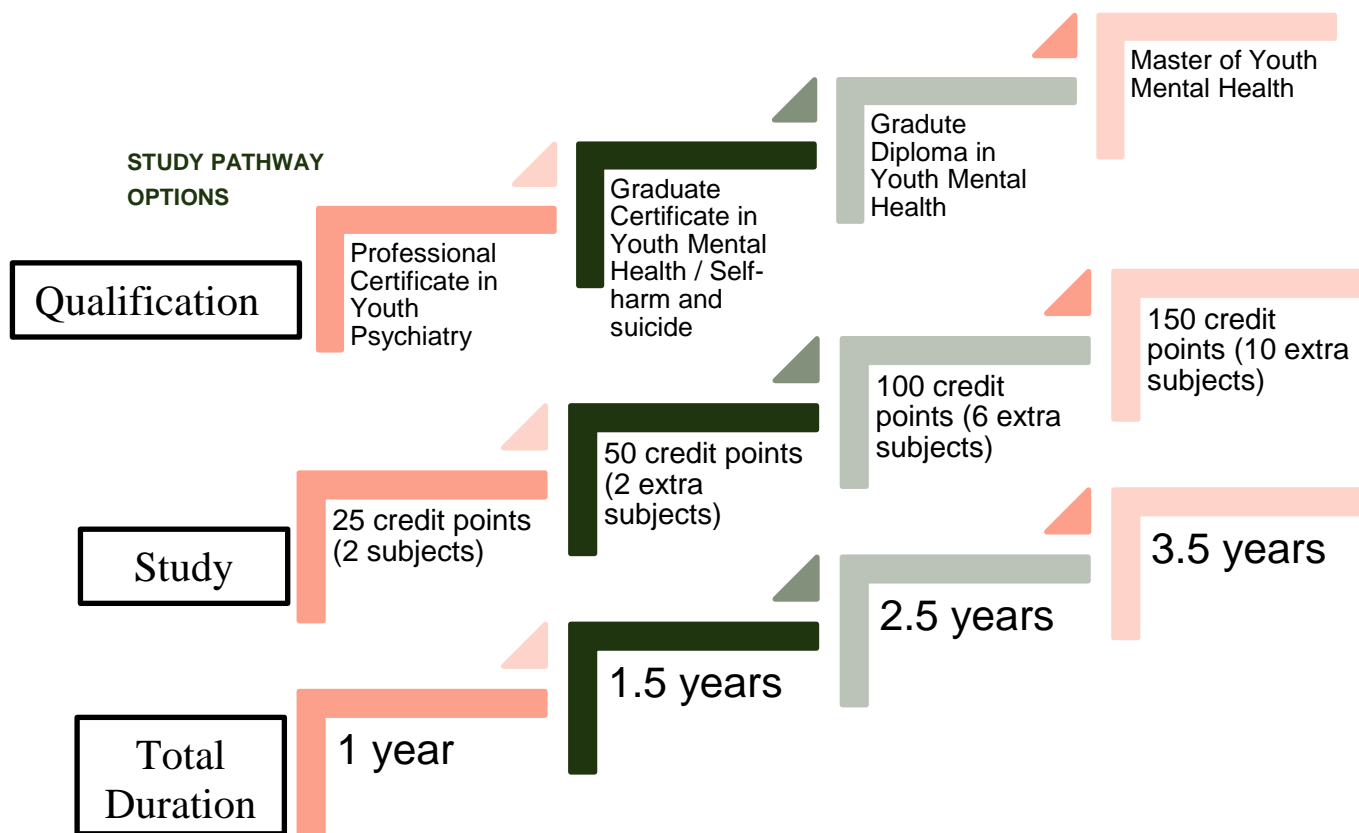 STUDY PATHWAY
OPTIONS
Qualification
Professional
Certificate in
Youth
Psychiatry
Graduate
Certificate in
Youth Mental
Health / Self-
harm and
suicide
Gradute
Diploma in
Youth Mental
Health
Master of Youth
Mental Health
Study
25 credit points
(2 subjects)
50 credit points
(2 extra
subjects)
100 credit
points (6 extra
subjects)
150 credit
points (10 extra
subjects)
Total
Duration
1 year
1.5 years
2.5 years
3.5 years